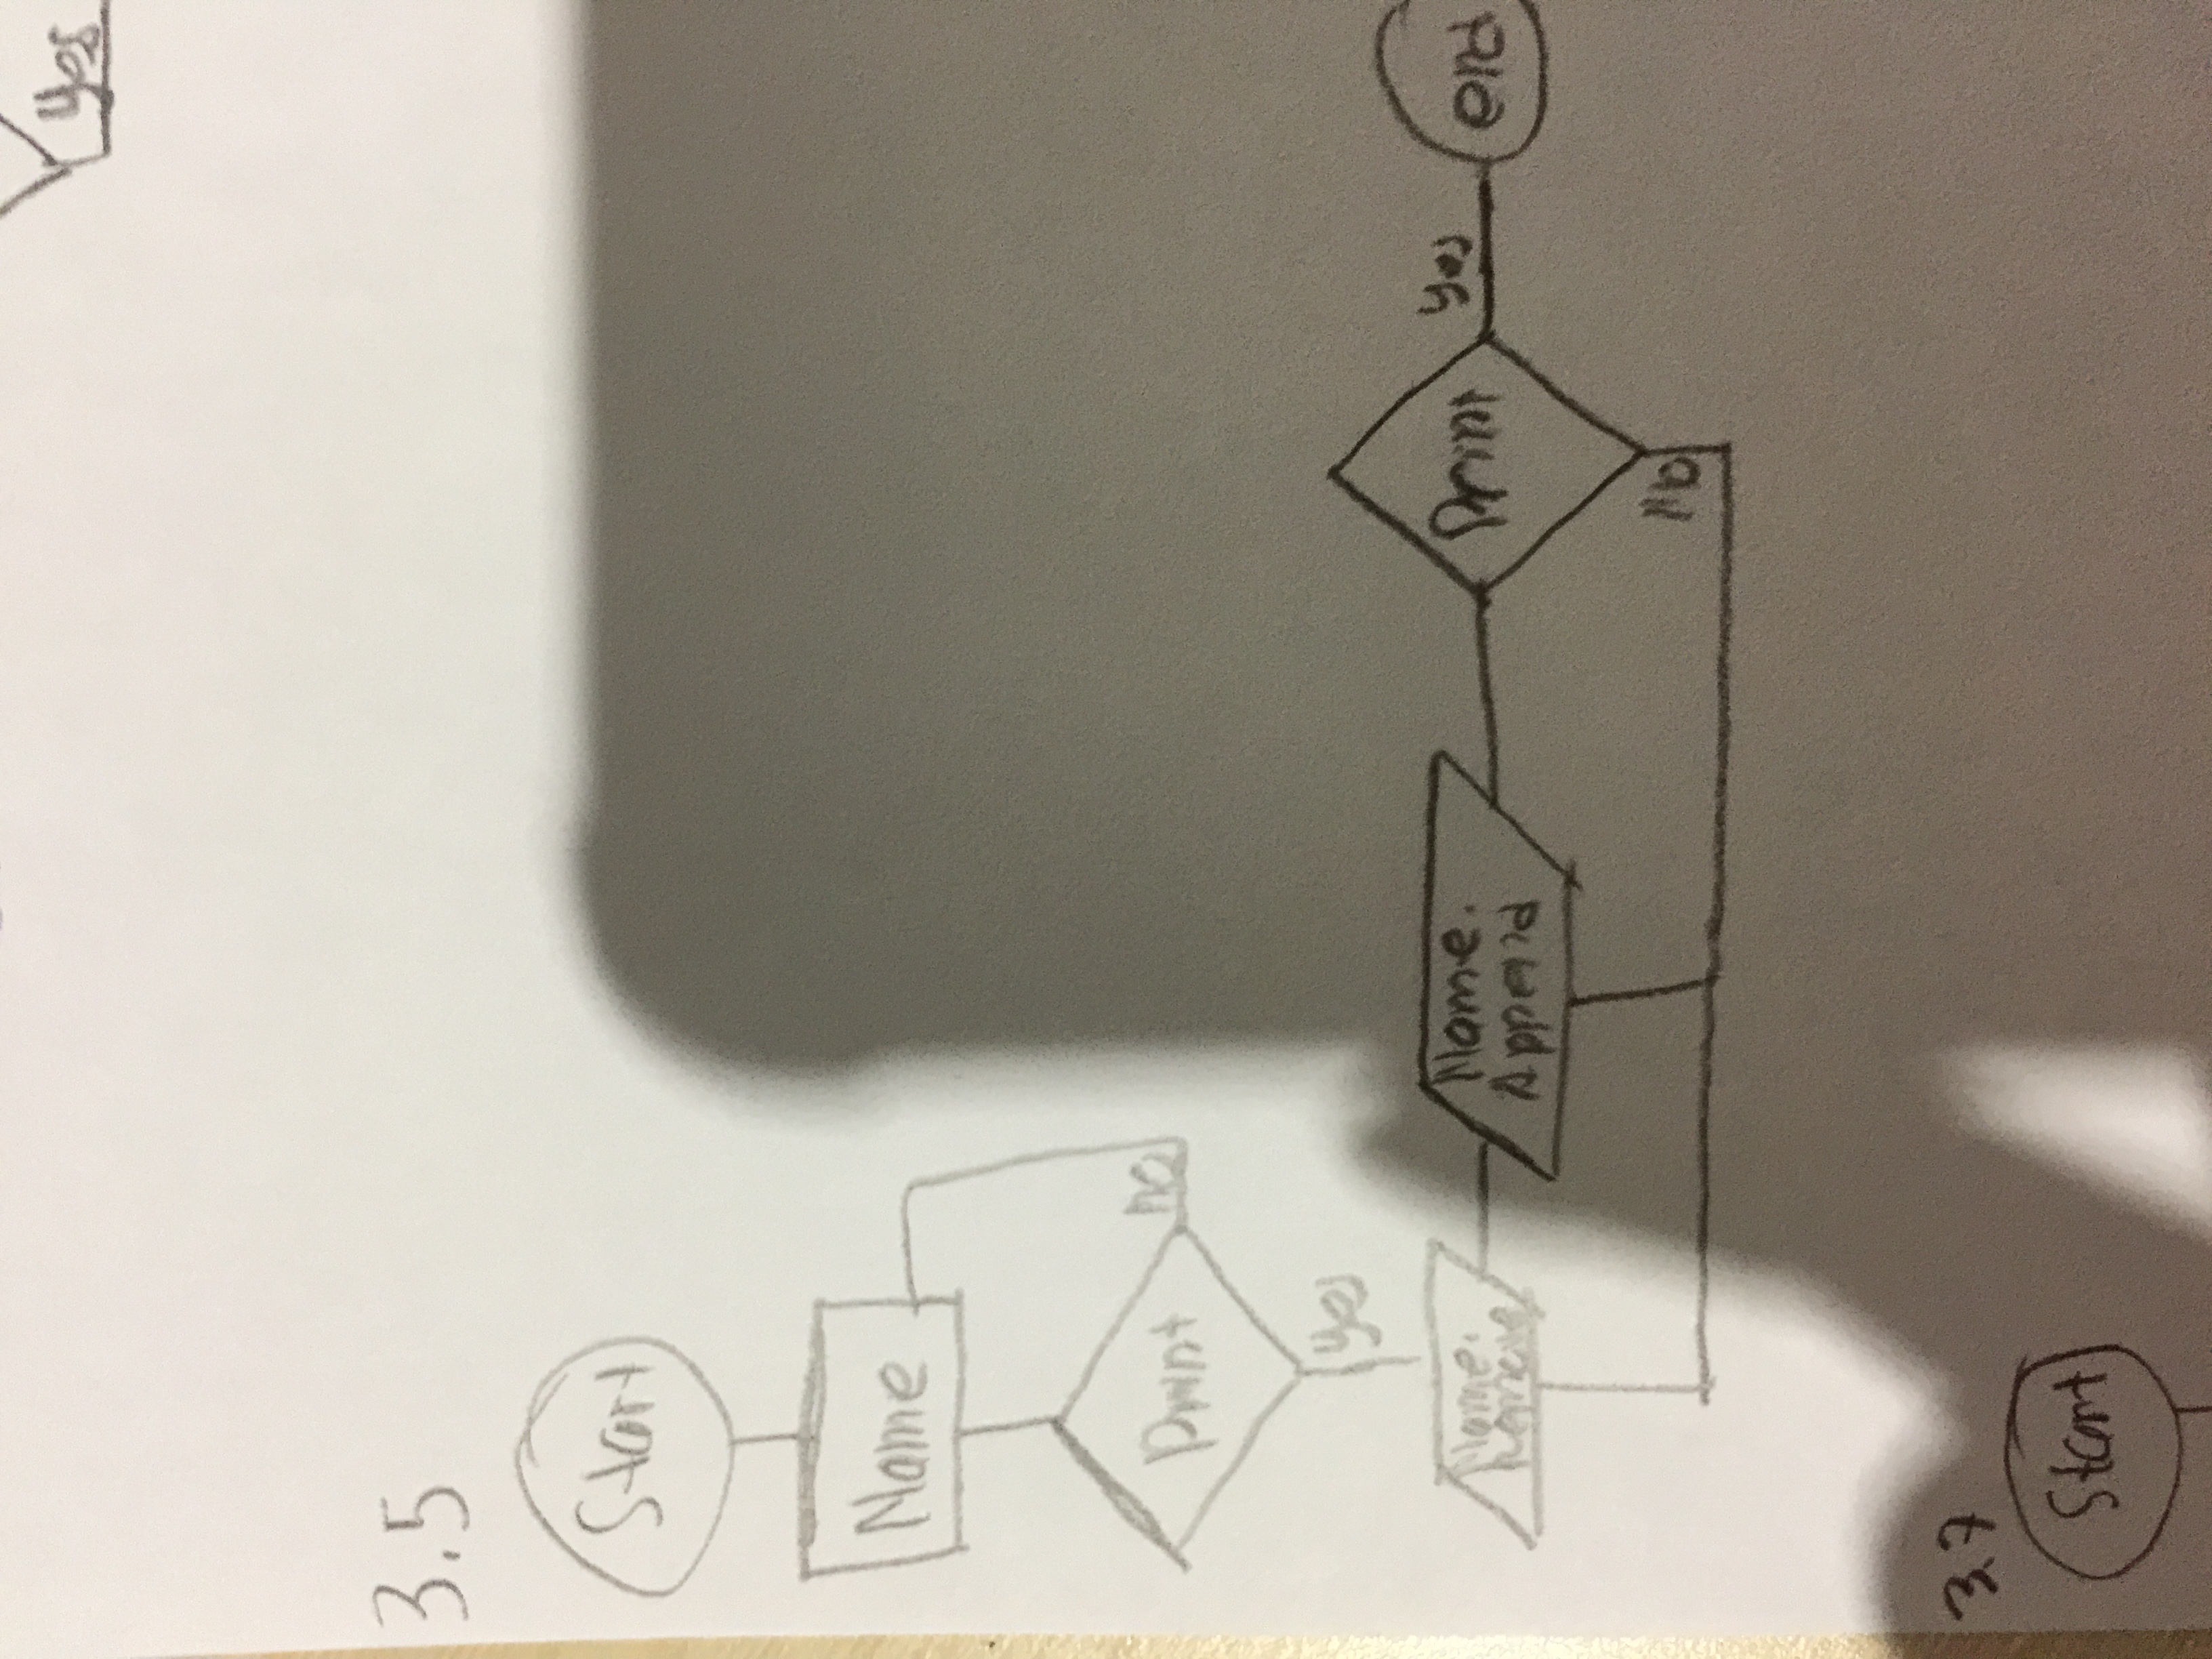 yes
3.5
Start
Name
print
no
yes
Name.
Remove
Name.
Append
Print
yes
end
No
3.7
Start